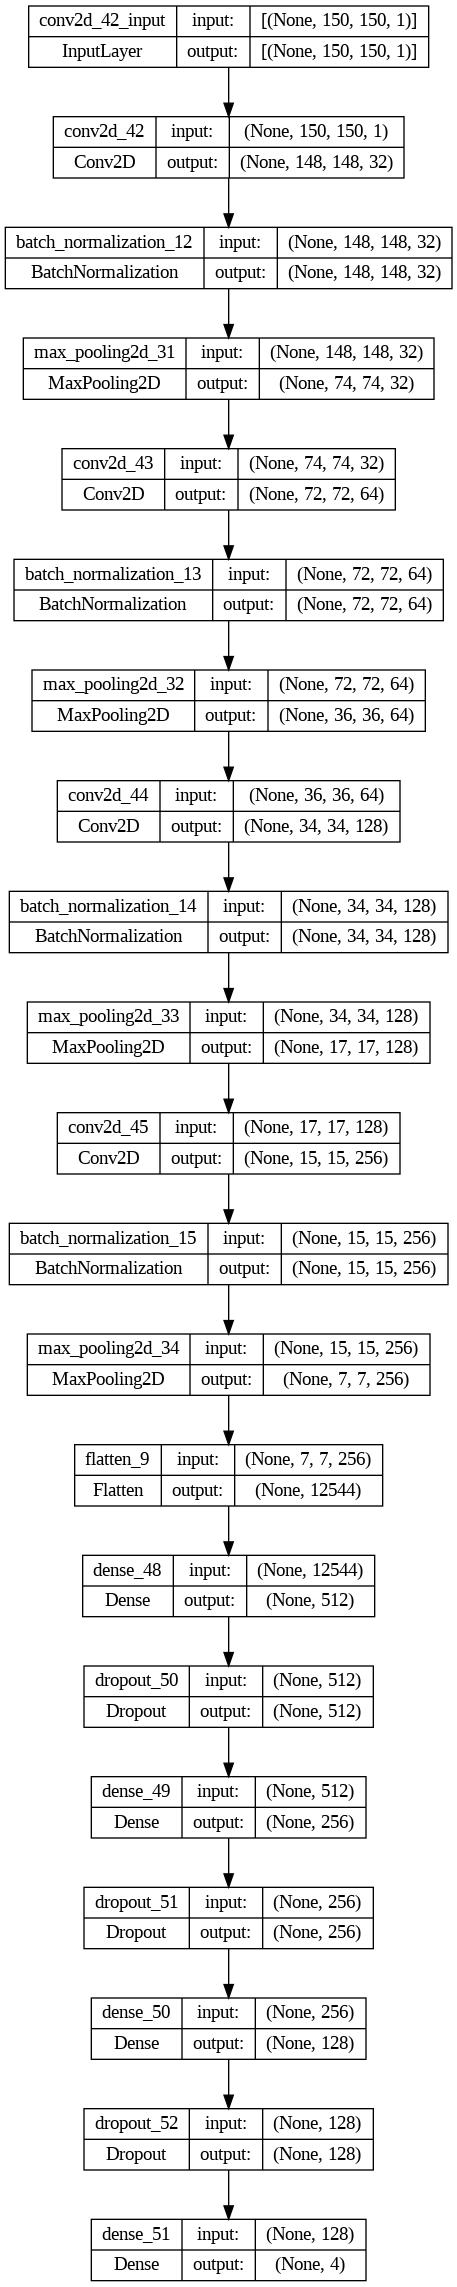 conv2d_42_input input: [(None, 150, 150, 1)]
InputLayer output: [(None, 150, 150, 1)]
conv2d_42 input: (None, 150, 150, 1)
Conv2D output: (None, 148, 148, 32)
batch_normalization_12 input: (None, 148, 148, 32)
BatchNormalization output: (None, 148, 148, 32)
max_pooling2d_31 input: (None, 148, 148, 32)
MaxPooling2D output: (None, 74, 74, 32)
conv2d_43 input: (None, 74, 74, 32)
Conv2D output: (None, 72, 72, 64)
batch_normalization_13 input: (None, 72, 72, 64)
BatchNormalization output: (None, 72, 72, 64)
max_pooling2d_32 input: (None, 72, 72, 64)
MaxPooling2D output: (None, 36, 36, 64)
conv2d_44 input: (None, 36, 36, 64)
Conv2D output: (None, 34, 34, 128)
batch_normalization_14 input: (None, 34, 34, 128)
BatchNormalization output: (None, 34, 34, 128)
max_pooling2d_33 input: (None, 34, 34, 128)
MaxPooling2D output: (None, 17, 17, 128)
conv2d_45 input: (None, 17, 17, 128)
Conv2D output: (None, 15, 15, 256)
batch_normalization_15 input: (None, 15, 15, 256)
BatchNormalization output: (None, 15, 15, 256)
max_pooling2d_34 input: (None, 15, 15, 256)
MaxPooling2D output: (None, 7, 7, 256)
flatten_9 input: (None, 7, 7, 256)
Flatten output: (None, 12544)
dense_48 input: (None, 12544)
Dense output: (None, 512)
dropout_50 input: (None, 512)
Dropout output: (None, 512)
dense_49 input: (None, 512)
Dense output: (None, 256)
dropout_51 input: (None, 256)
Dropout output: (None, 256)
dense_50 input: (None, 256)
Dense output: (None, 128)
dropout_52 input: (None, 128)
Dropout output: (None, 128)
dense_51 input: (None, 128)
Dense output: (None, 4)